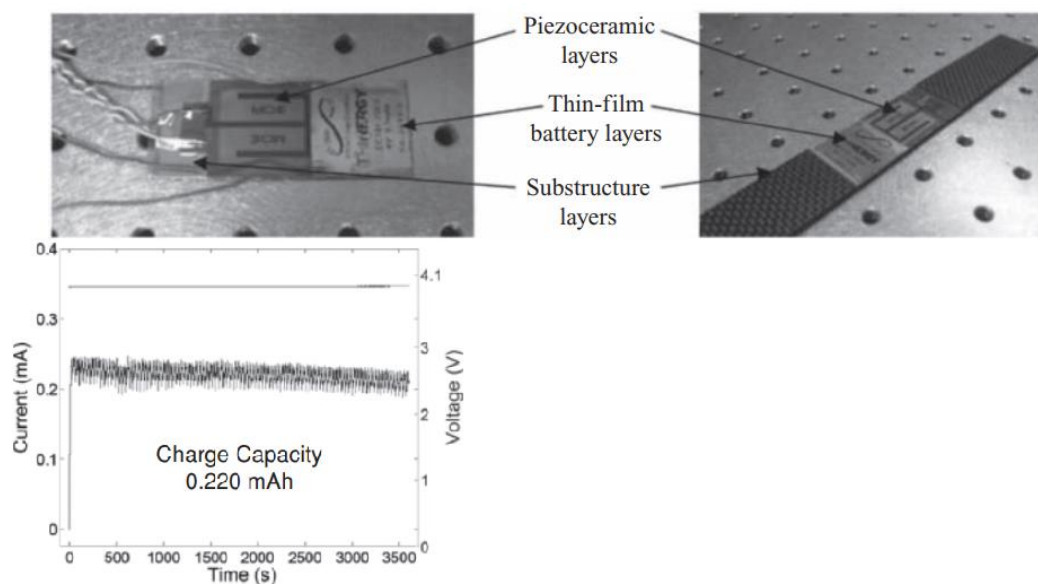 Piezoceramic
layers
Thin-film
battery layers
Substructure
layers
0.4
0.3
0.2
0.1
0
Current (mA)
4.1
3
2
1
0
Voltage (V)
Charge Capacity
0.220 mAh
0 500 1000 1500 2000 2500 3000 3500
Time (s)